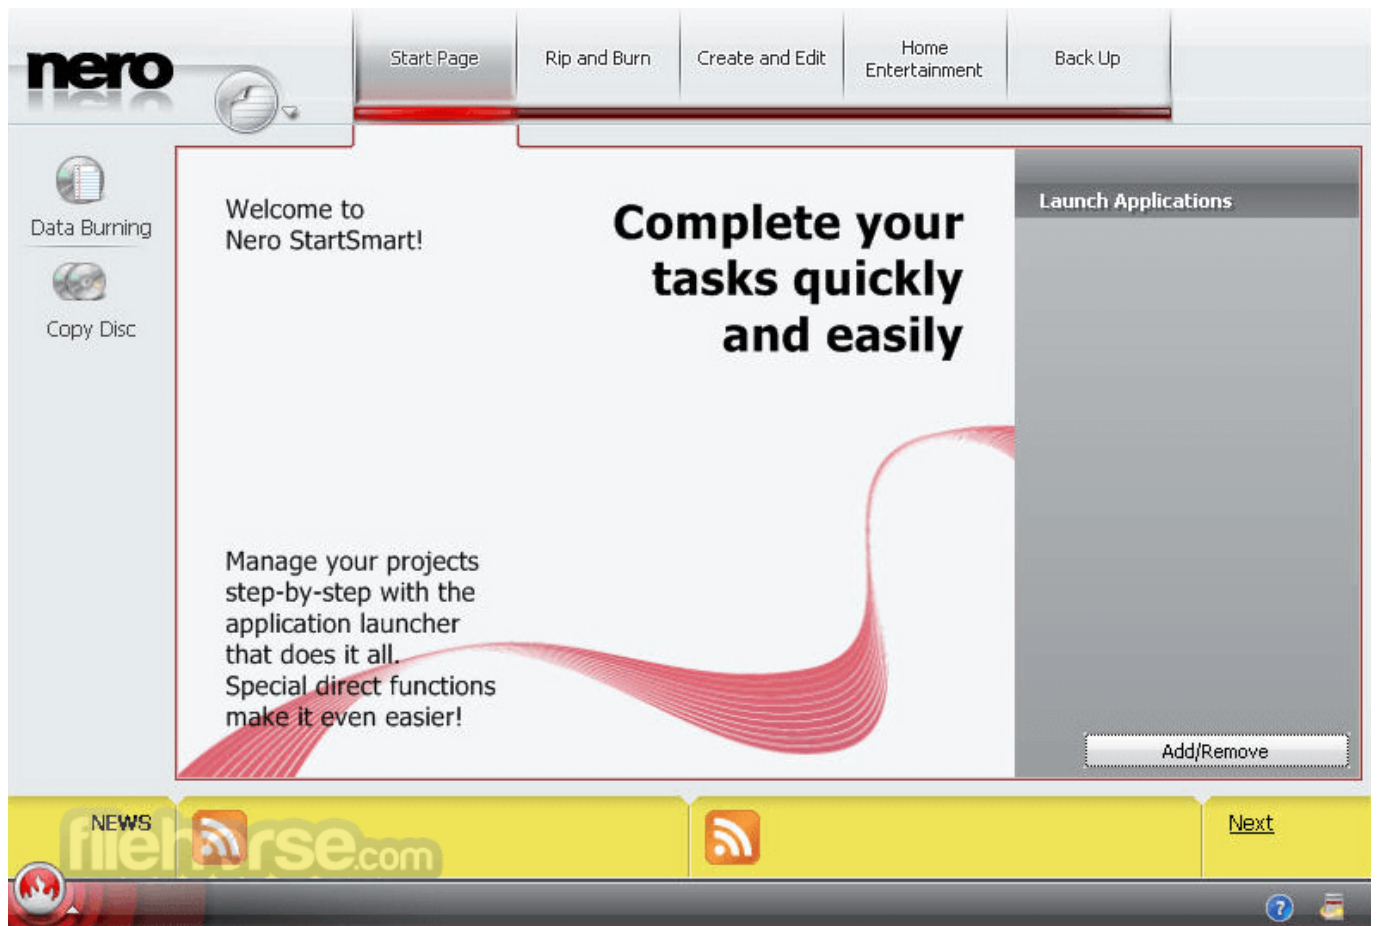 nero
Start Page
Rip and Burn
Create and Edit
Home
Entertainment
Back Up
Data Burning
Copy Disc
Welcome to
Nero StartSmart!
Complete your
tasks quickly
and easily
Launch Applications
Manage your projects
step-by-step with the
application launcher
that does it all.
Special direct functions
make it even easier!
Add/Remove
NEWS
Next
filehorse.com
?